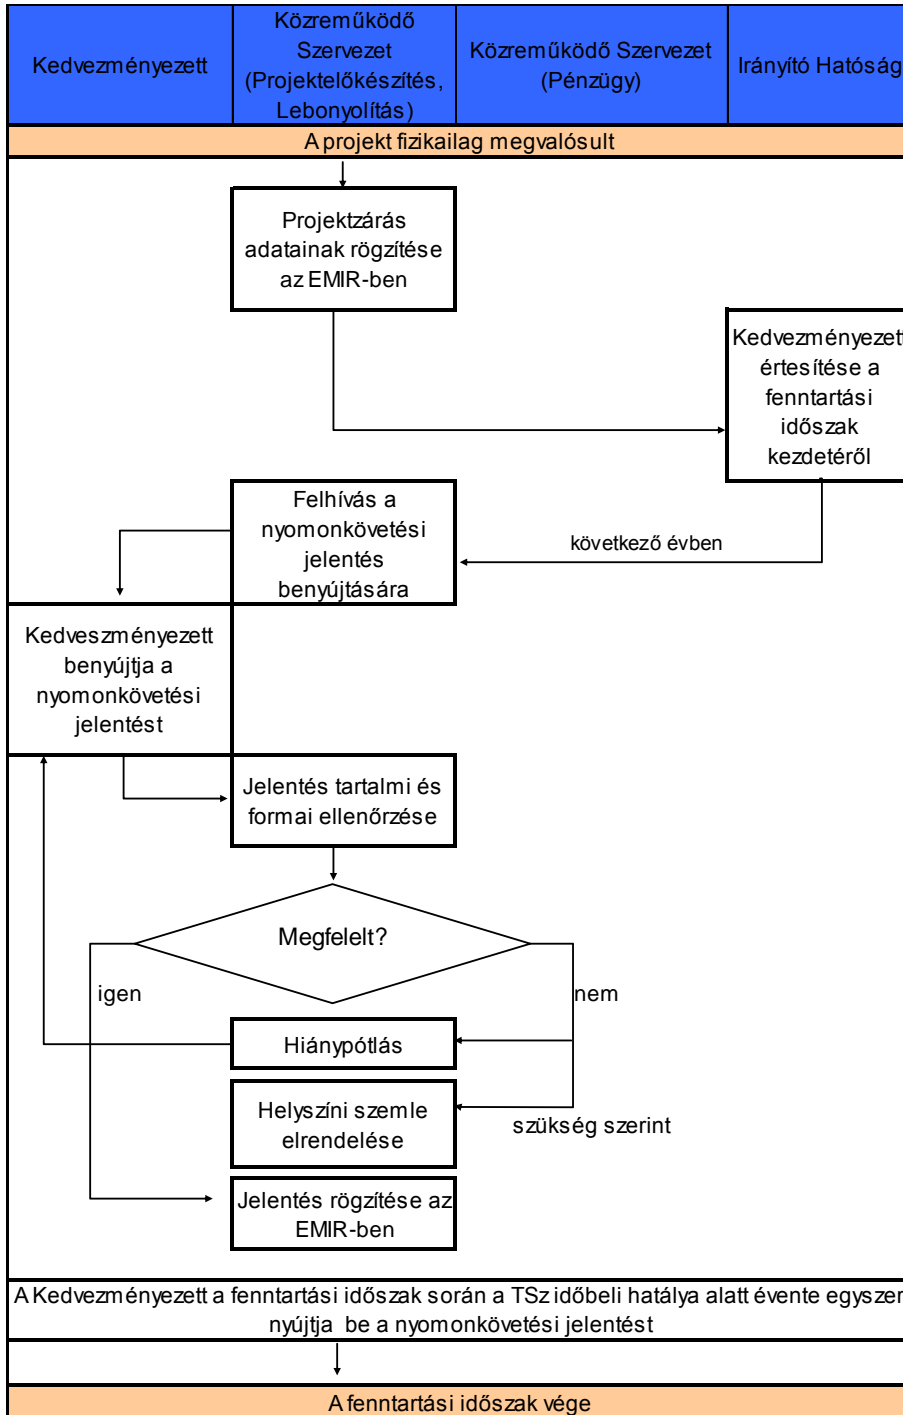 Kedvezményezett
Közreműködő
Szervezet
(Projektelőkészítés,
Lebonyolítás)
Közreműködő Szervezet
(Pénzügy)
Irányító Hatóság
A projekt fizikailag megvalósult
Projektzárás
adatainak rögzítése
az EMIR-ben
Kedvezményezett
értesítése a
fenntartási
időszak
kezdetéről
Felhívás a
nyomonkövetési
jelentés
benyújtására
következő évben
Kedveszményezett
benyújtja a
nyomonkövetési
jelentést
Jelentés tartalmi és
formai ellenőrzése
Megfelelt?
igen
nem
Hiánypótlás
Helyszíni szemle
elrendelése
szükség szerint
Jelentés rögzítése az
EMIR-ben
A Kedvezményezett a fenntartási időszak során a TSz időbeli hatálya alatt évente egyszer
nyújtja be a nyomonkövetési jelentést
A fenntartási időszak vége